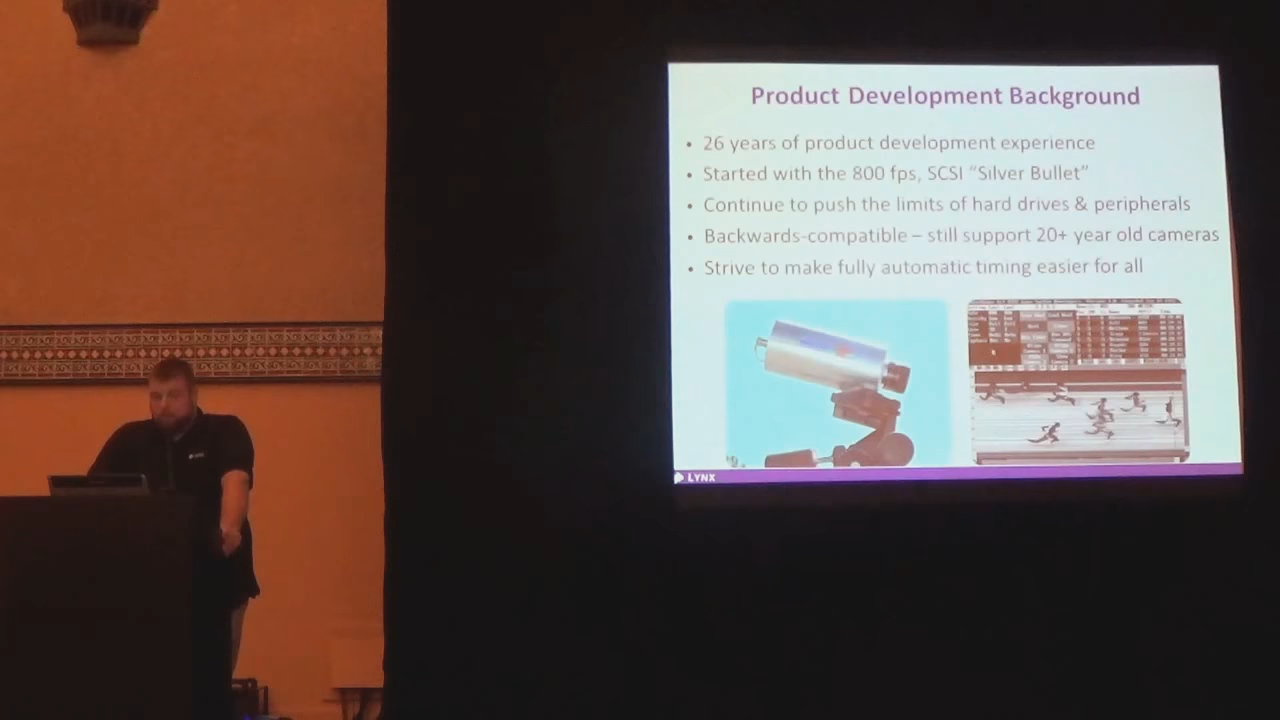 Product Development Background
• 26 years of product development experience
• Started with the 800 fps, SCSI “Silver Bullet”
• Continue to push the limits of hard drives & peripherals
• Backwards-compatible – still support 20+ year old cameras
• Strive to make fully automatic timing easier for all
LYNX